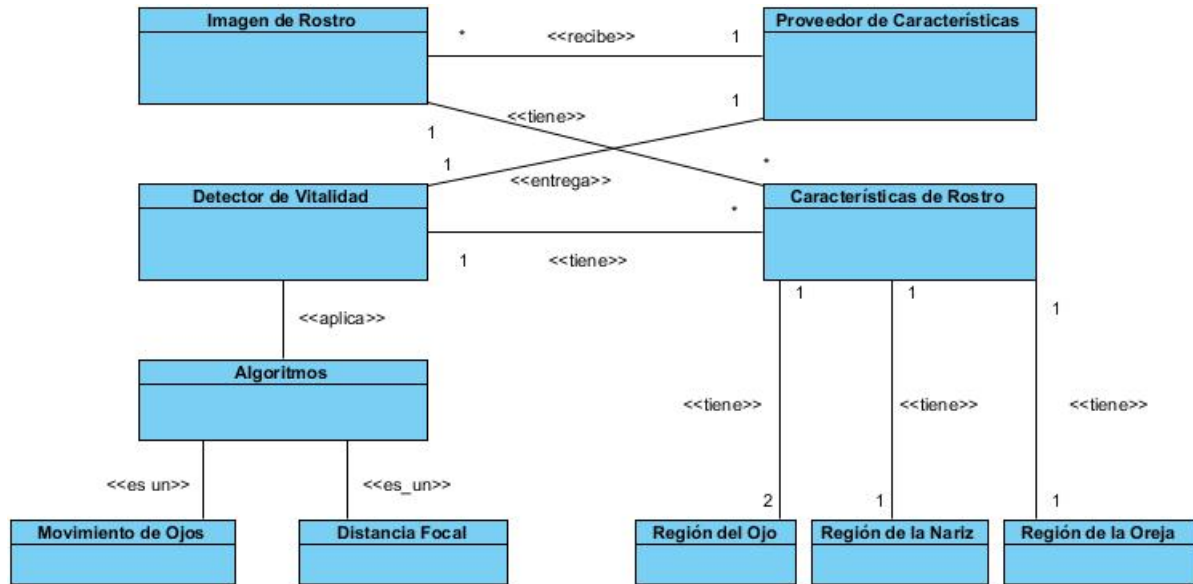 Imagen de Rostro
Proveedor de Características
*
<<recibe>>
1
<<tiene>>
1
1
1
*
<<entrega>>
Detector de Vitalidad
Características de Rostro
*
1
<<tiene>>
1
1
1
<<aplica>>
Algoritmos
<<tiene>>
<<tiene>>
<<tiene>>
<<es un>>
<<es_un>>
2
1
1
Movimiento de Ojos
Distancia Focal
Región del Ojo
Región de la Nariz
Región de la Oreja